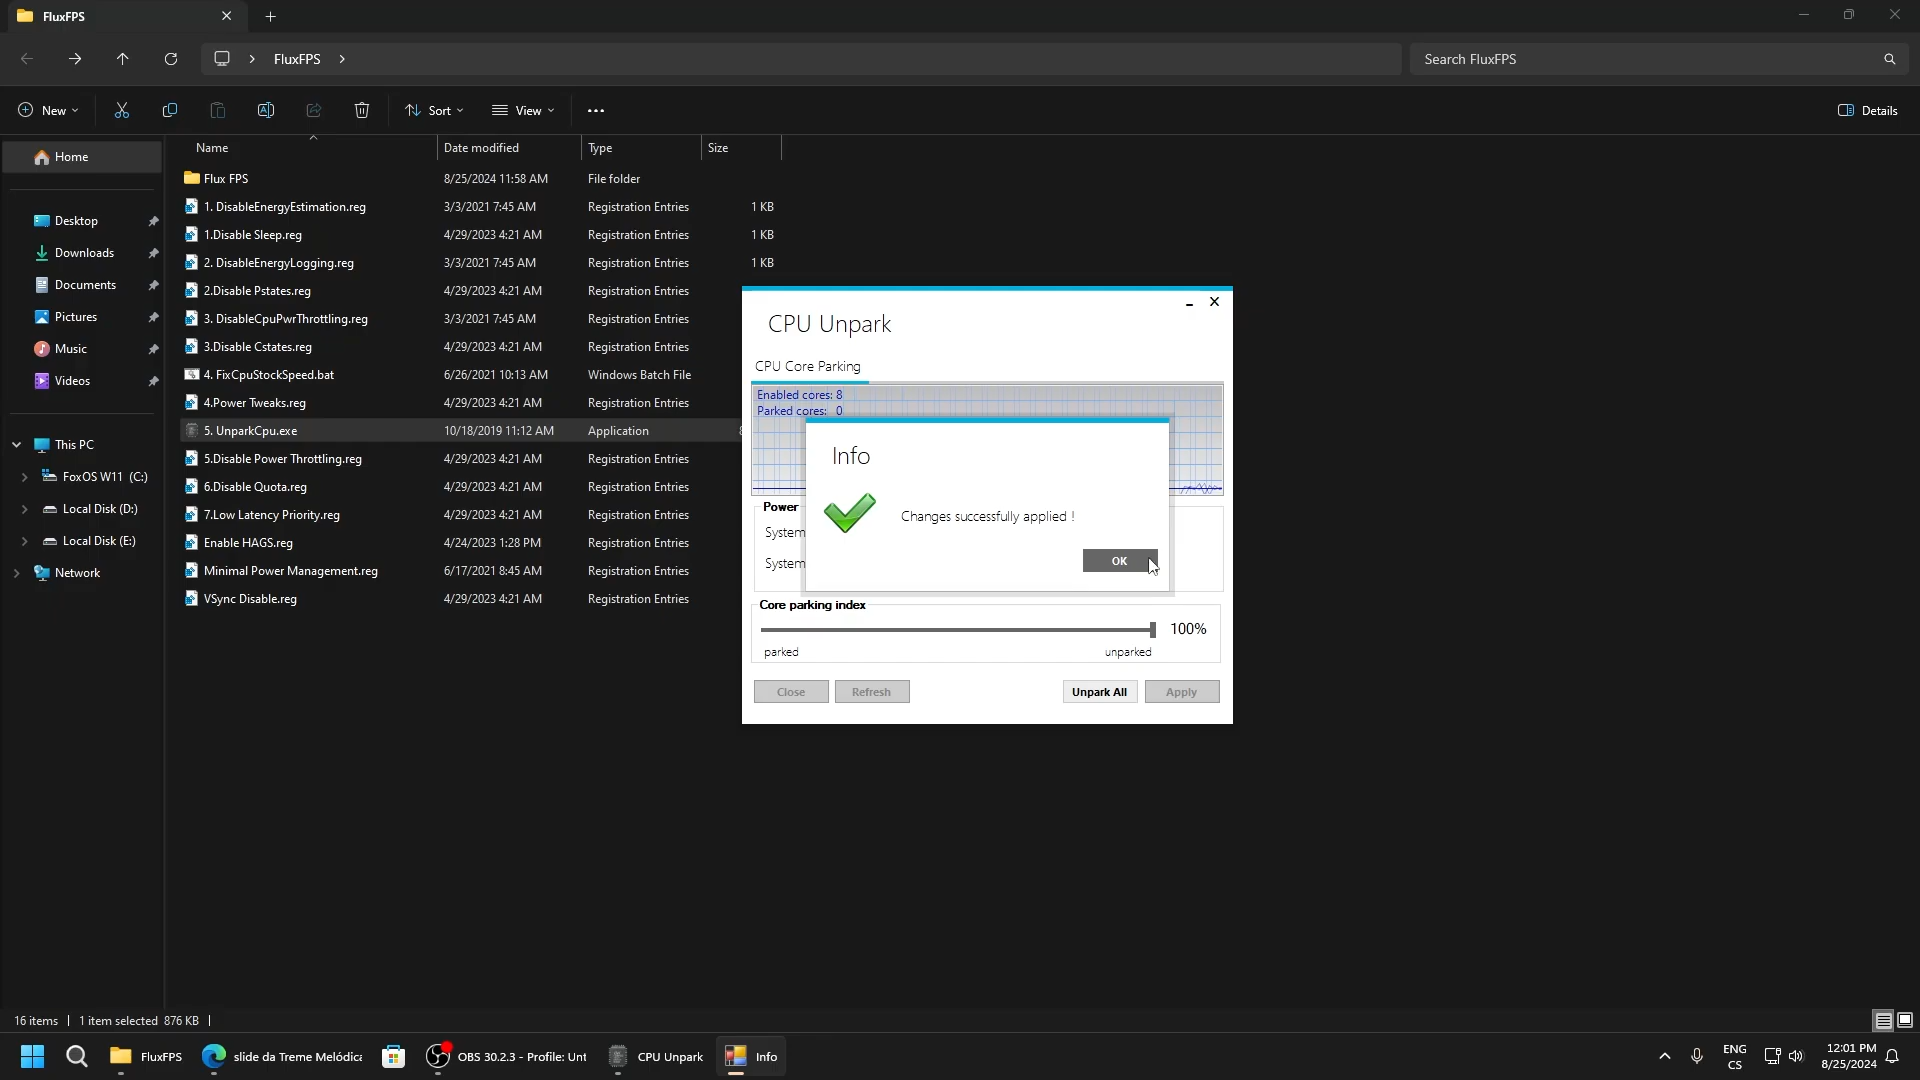 FluxFPS
FluxFPS
Search FluxFPS
New
Sort
View
Details
Name
Date modified
Type
Size
Home
Desktop
Downloads
Documents
Pictures
Music
Videos
This PC
FoxOS W11 (C:)
Local Disk (D:)
Local Disk (E:)
Network
Flux FPS 8/25/2024 11:58 AM File folder
1. DisableEnergyEstimation.reg 3/3/2021 7:45 AM Registration Entries 1 KB
1.Disable Sleep.reg 4/29/2023 4:21 AM Registration Entries 1 KB
2. DisableEnergyLogging.reg 3/3/2021 7:45 AM Registration Entries 1 KB
2.Disable Pstates.reg 4/29/2023 4:21 AM Registration Entries
3. DisableCpuPwrThrottling.reg 3/3/2021 7:45 AM Registration Entries
3.Disable Cstates.reg 4/29/2023 4:21 AM Registration Entries
4. FixCpuStockSpeed.bat 6/26/2021 10:13 AM Windows Batch File
4.Power Tweaks.reg 4/29/2023 4:21 AM Registration Entries
5. UnparkCpu.exe 10/18/2019 11:12 AM Application
5.Disable Power Throttling.reg 4/29/2023 4:21 AM Registration Entries
6.Disable Quota.reg 4/29/2023 4:21 AM Registration Entries
7.Low Latency Priority.reg 4/29/2023 4:21 AM Registration Entries
Enable HAGS.reg 4/24/2023 1:28 PM Registration Entries
Minimal Power Management.reg 6/17/2021 8:45 AM Registration Entries
VSync Disable.reg 4/29/2023 4:21 AM Registration Entries
CPU Unpark
CPU Core Parking
Enabled cores: 8
Parked cores: 0
Power
System
System
Info
Changes successfully applied !
OK
Core parking index
100%
parked
unparked
Close
Refresh
Unpark All
Apply
16 items
1 item selected 876 KB
FluxFPS
slide da Treme Melódica
OBS 30.2.3 - Profile: Unt
CPU Unpark
Info
ENG
CS
12:01 PM
8/25/2024